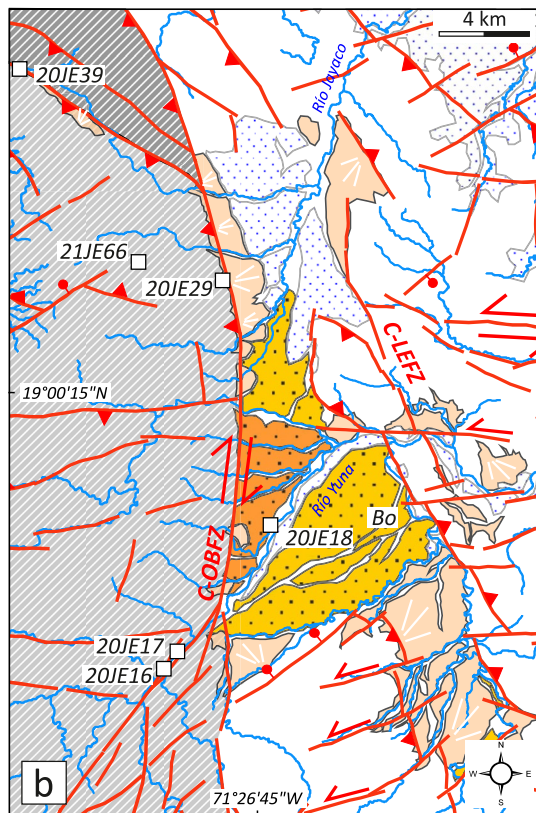 4 km
20JE39
Río Jayaco
21JE66
20JE29
C-LEFZ
19°00'15"N
Río Yuna
Bo
20JE18
C-OBFZ
20JE17
20JE16
b
71°26'45"W
N
W
E
S